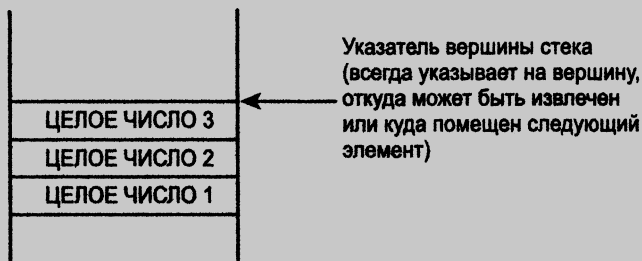 Указатель вершины стека
(всегда указывает на вершину,
откуда может быть извлечен
или куда помещен следующий
элемент)
ЦЕЛОЕ ЧИСЛО 3
ЦЕЛОЕ ЧИСЛО 2
ЦЕЛОЕ ЧИСЛО 1